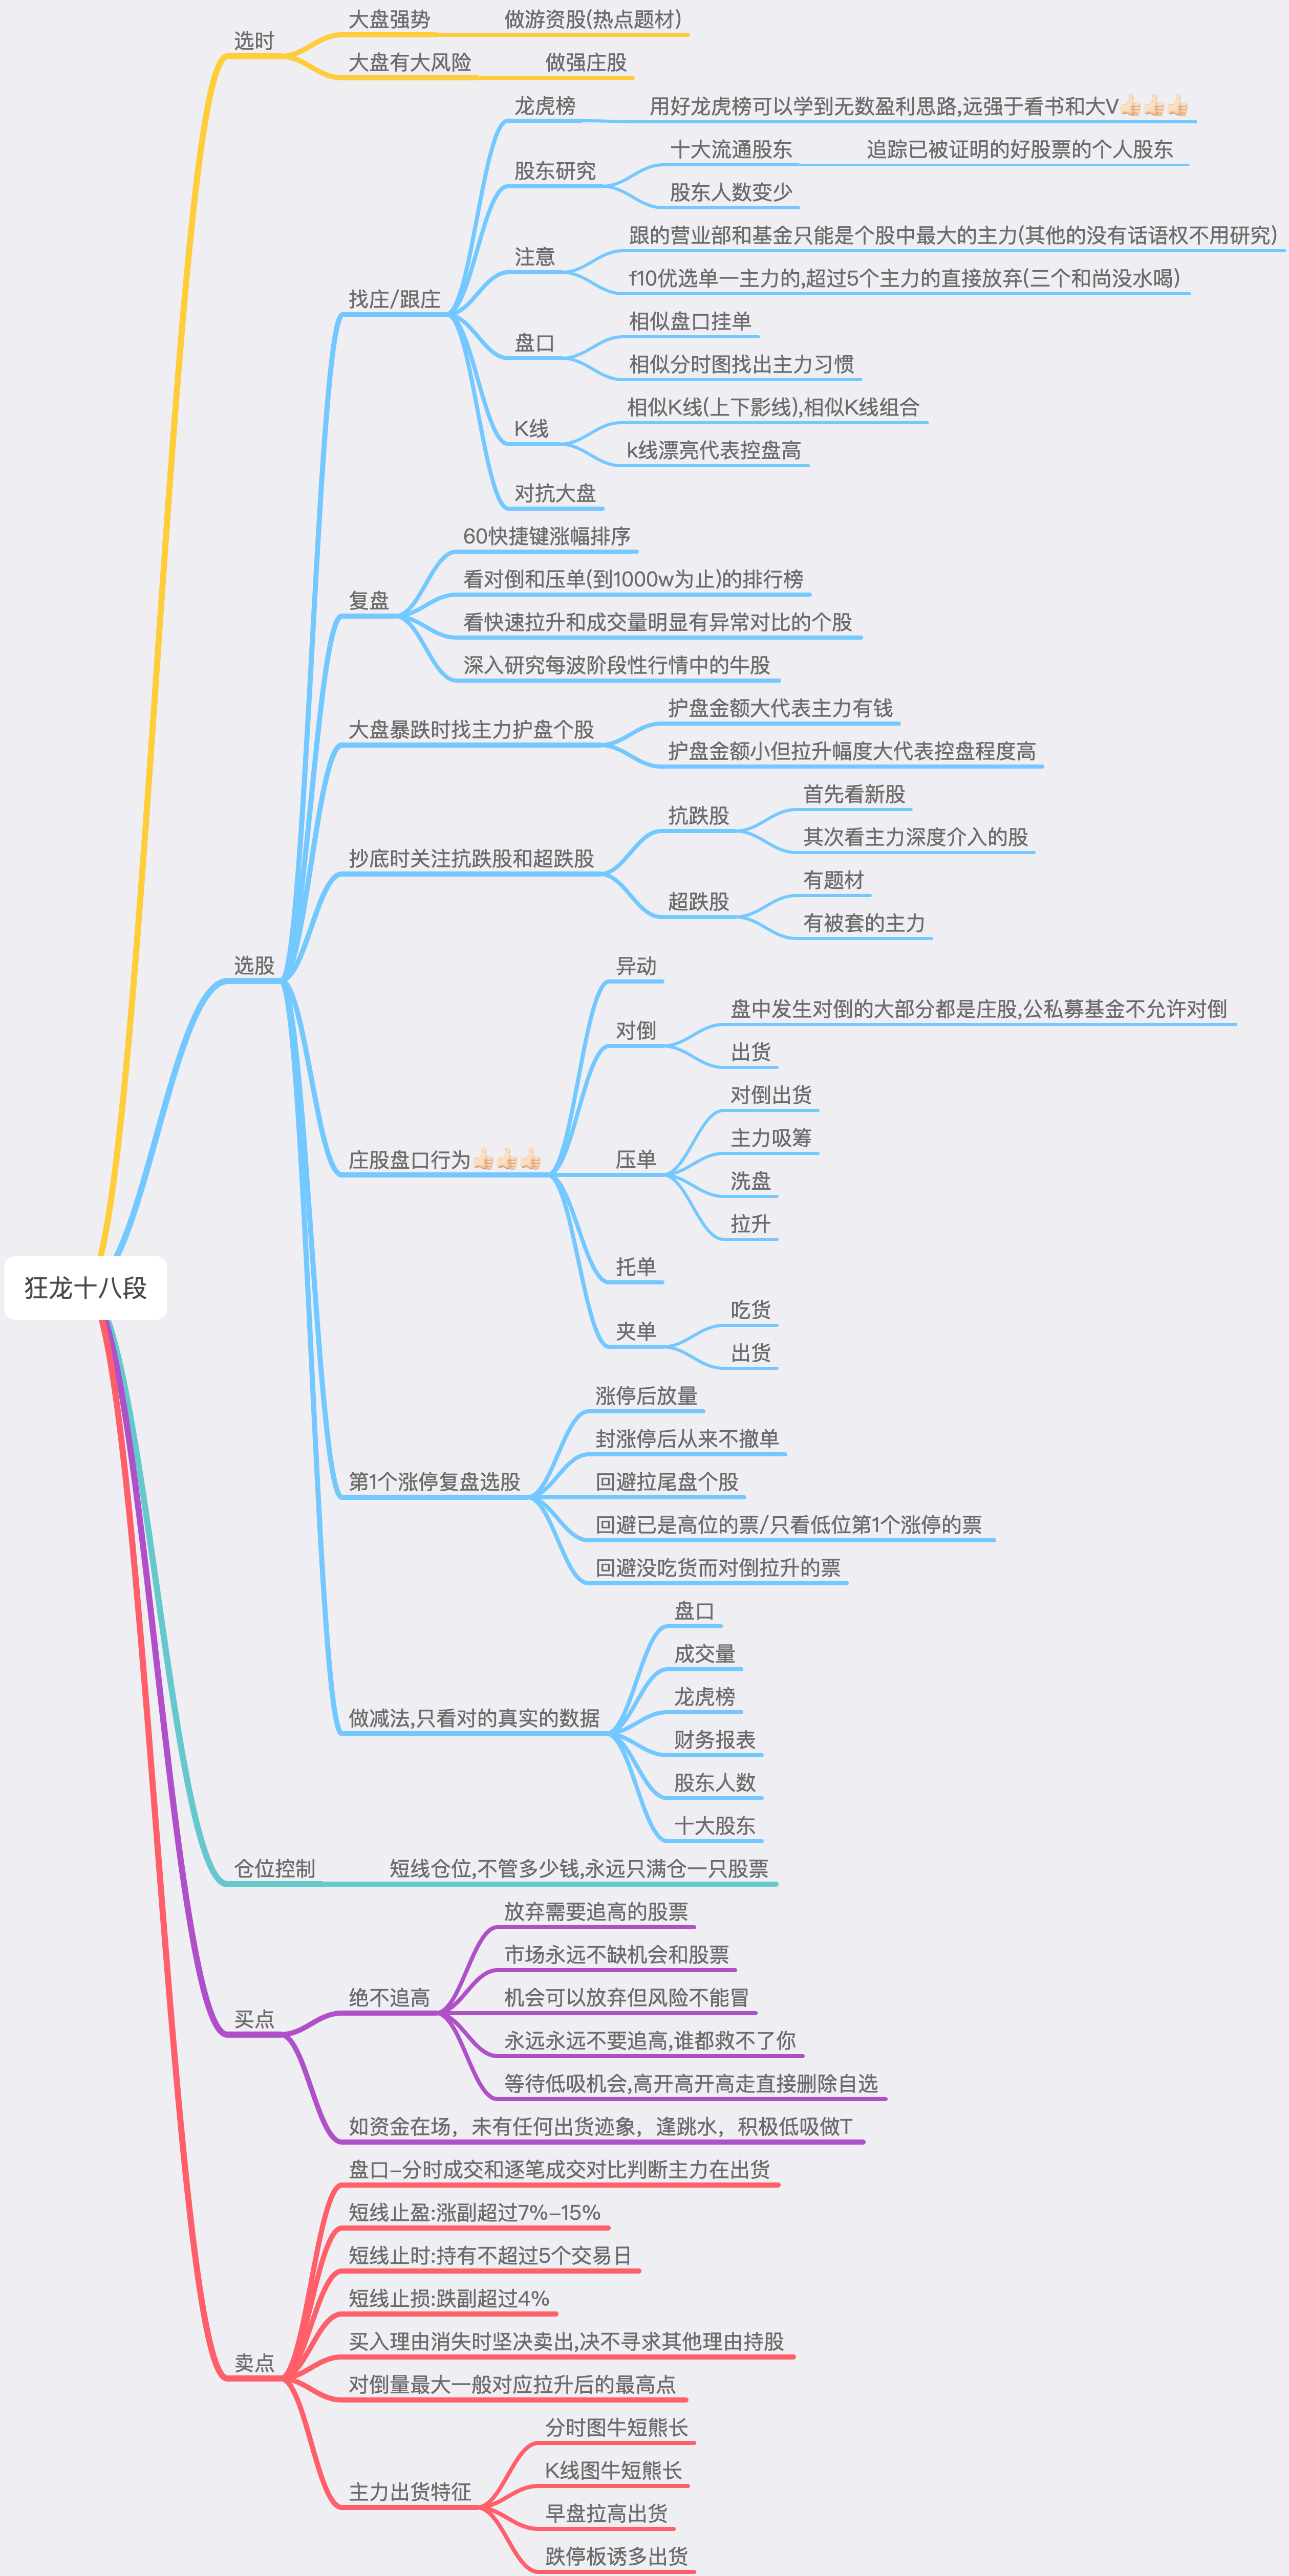 狂龙十八段
选时
大盘强势
做游资股(热点题材)
大盘有大风险
做强庄股
选股
找庄/跟庄
龙虎榜
用好龙虎榜可以学到无数盈利思路,远强于看书和大V👍🏻👍🏻👍🏻
股东研究
十大流通股东
追踪已被证明的好股票的个人股东
股东人数变少
注意
跟的营业部和基金只能是个股中最大的主力(其他的没有话语权不用研究)
f10优选单一主力的,超过5个主力的直接放弃(三个和尚没水喝)
盘口
相似盘口挂单
相似分时图找出主力习惯
K线
相似K线(上下影线),相似K线组合
k线漂亮代表控盘高
对抗大盘
复盘
60快捷键涨幅排序
看对倒和压单(到1000w为止)的排行榜
看快速拉升和成交量明显有异常对比的个股
深入研究每波阶段性行情中的牛股
大盘暴跌时找主力护盘个股
护盘金额大代表主力有钱
护盘金额小但拉升幅度大代表控盘程度高
抄底时关注抗跌股和超跌股
抗跌股
首先看新股
其次看主力深度介入的股
超跌股
有题材
有被套的主力
庄股盘口行为👍🏻👍🏻👍🏻
异动
对倒
盘中发生对倒的大部分都是庄股,公私募基金不允许对倒
出货
压单
对倒出货
主力吸筹
洗盘
拉升
托单
夹单
吃货
出货
第1个涨停复盘选股
涨停后放量
封涨停后从来不撤单
回避拉尾盘个股
回避已是高位的票/只看低位第1个涨停的票
回避没吃货而对倒拉升的票
做减法,只看对的真实的数据
盘口
成交量
龙虎榜
财务报表
股东人数
十大股东
仓位控制
短线仓位,不管多少钱,永远只满仓一只股票
买点
绝不追高
放弃需要追高的股票
市场永远不缺机会和股票
机会可以放弃但风险不能冒
永远永远不要追高,谁都救不了你
等待低吸机会,高开高开高走直接删除自选
如资金在场，未有任何出货迹象，逢跳水，积极低吸做T
卖点
盘口–分时成交和逐笔成交对比判断主力在出货
短线止盈:涨副超过7%–15%
短线止时:持有不超过5个交易日
短线止损:跌副超过4%
买入理由消失时坚决卖出,决不寻求其他理由持股
对倒量最大一般对应拉升后的最高点
主力出货特征
分时图牛短熊长
K线图牛短熊长
早盘拉高出货
跌停板诱多出货